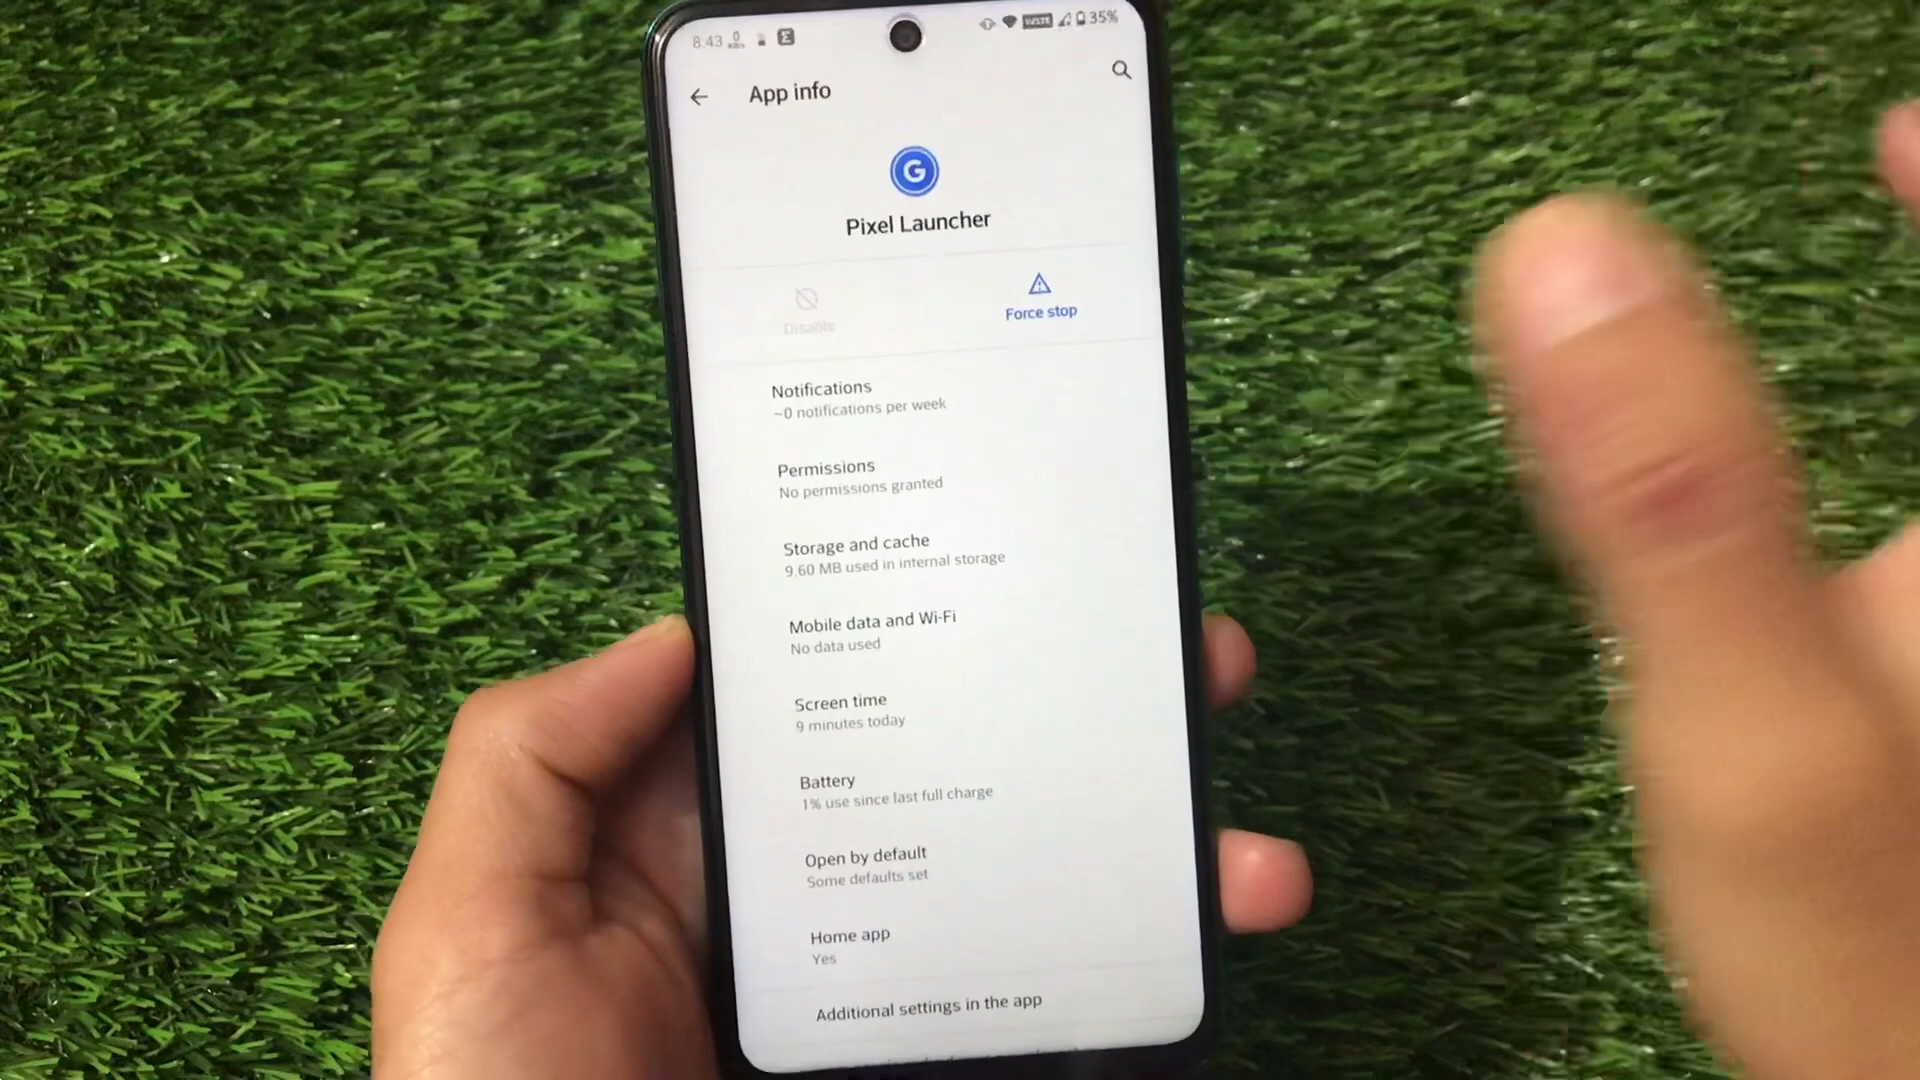 8:43 0 35%
App info
G
Pixel Launcher
Disable
Force stop
Notifications
~0 notifications per week
Permissions
No permissions granted
Storage and cache
9.60 MB used in internal storage
Mobile data and Wi-Fi
No data used
Screen time
9 minutes today
Battery
1% use since last full charge
Open by default
Some defaults set
Home app
Yes
Additional settings in the app